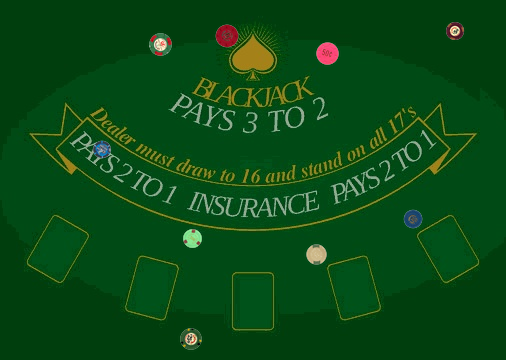 50¢
BLACKJACK
PAYS 3 TO 2
Dealer must draw to 16 and stand on all 17's
PAYS 2 TO 1 INSURANCE PAYS 2 TO 1